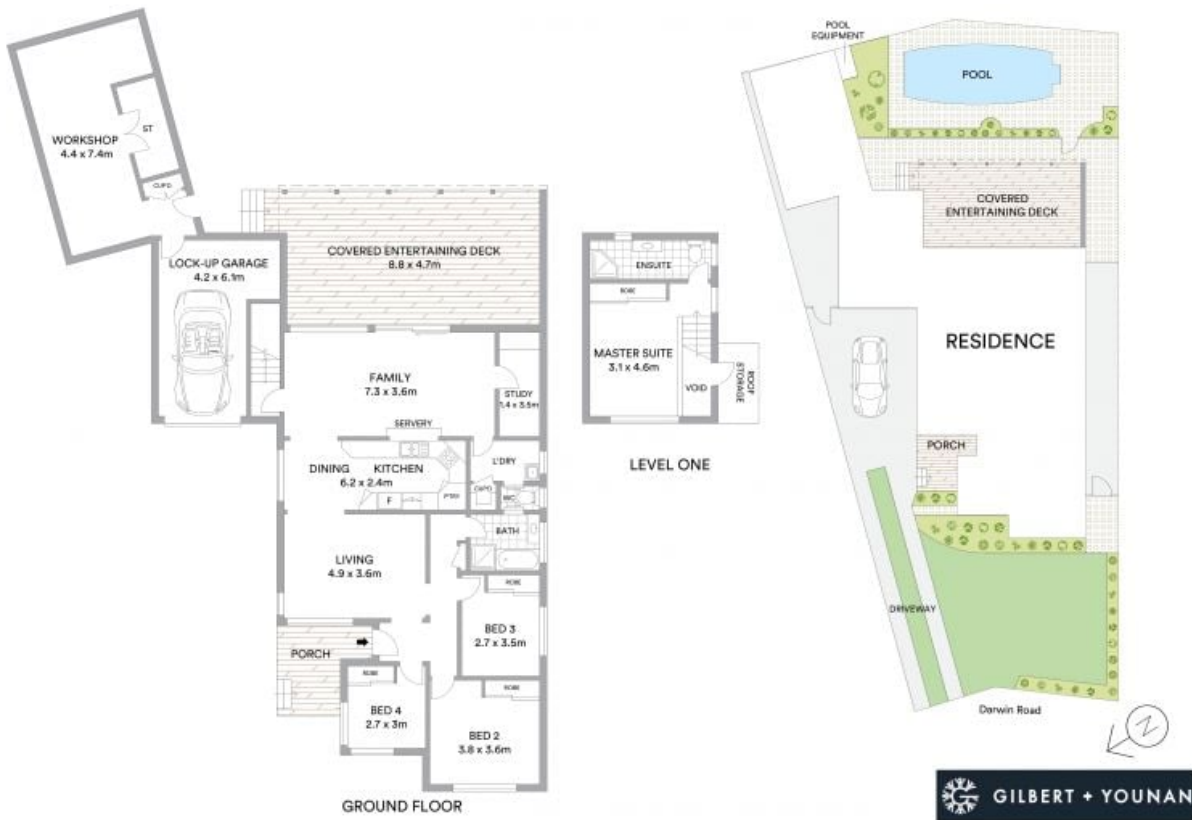 WORKSHOP
4.4 x 7.4m
ST
CUPD
LOCK-UP GARAGE
4.2 x 6.1m
COVERED ENTERTAINING DECK
8.8 x 4.7m
FAMILY
7.3 x 3.6m
STUDY
1.4 x 3.5m
SERVERY
DINING
KITCHEN
6.2 x 2.4m
F
PTRY
L'DRY
CUPD
WC
BATH
LIVING
4.9 x 3.6m
ROBE
BED 3
2.7 x 3.5m
PORCH
ROBE
BED 4
2.7 x 3m
ROBE
BED 2
3.8 x 3.6m
GROUND FLOOR
ENSUITE
ROBE
MASTER SUITE
3.1 x 4.6m
VOID
ROOF
STORAGE
LEVEL ONE
POOL
EQUIPMENT
POOL
COVERED
ENTERTAINING DECK
RESIDENCE
PORCH
DRIVEWAY
Darwin Road
N
GILBERT + YOUNAN